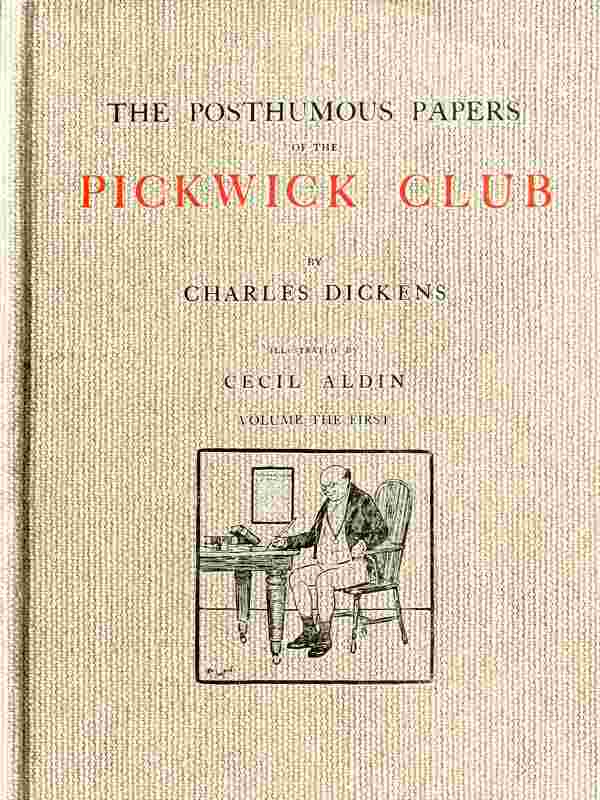 THE POSTHUMOUS PAPERS
OF THE
PICKWICK CLUB
BY
CHARLES DICKENS
ILLUSTRATED BY
CECIL ALDIN
VOLUME THE FIRST